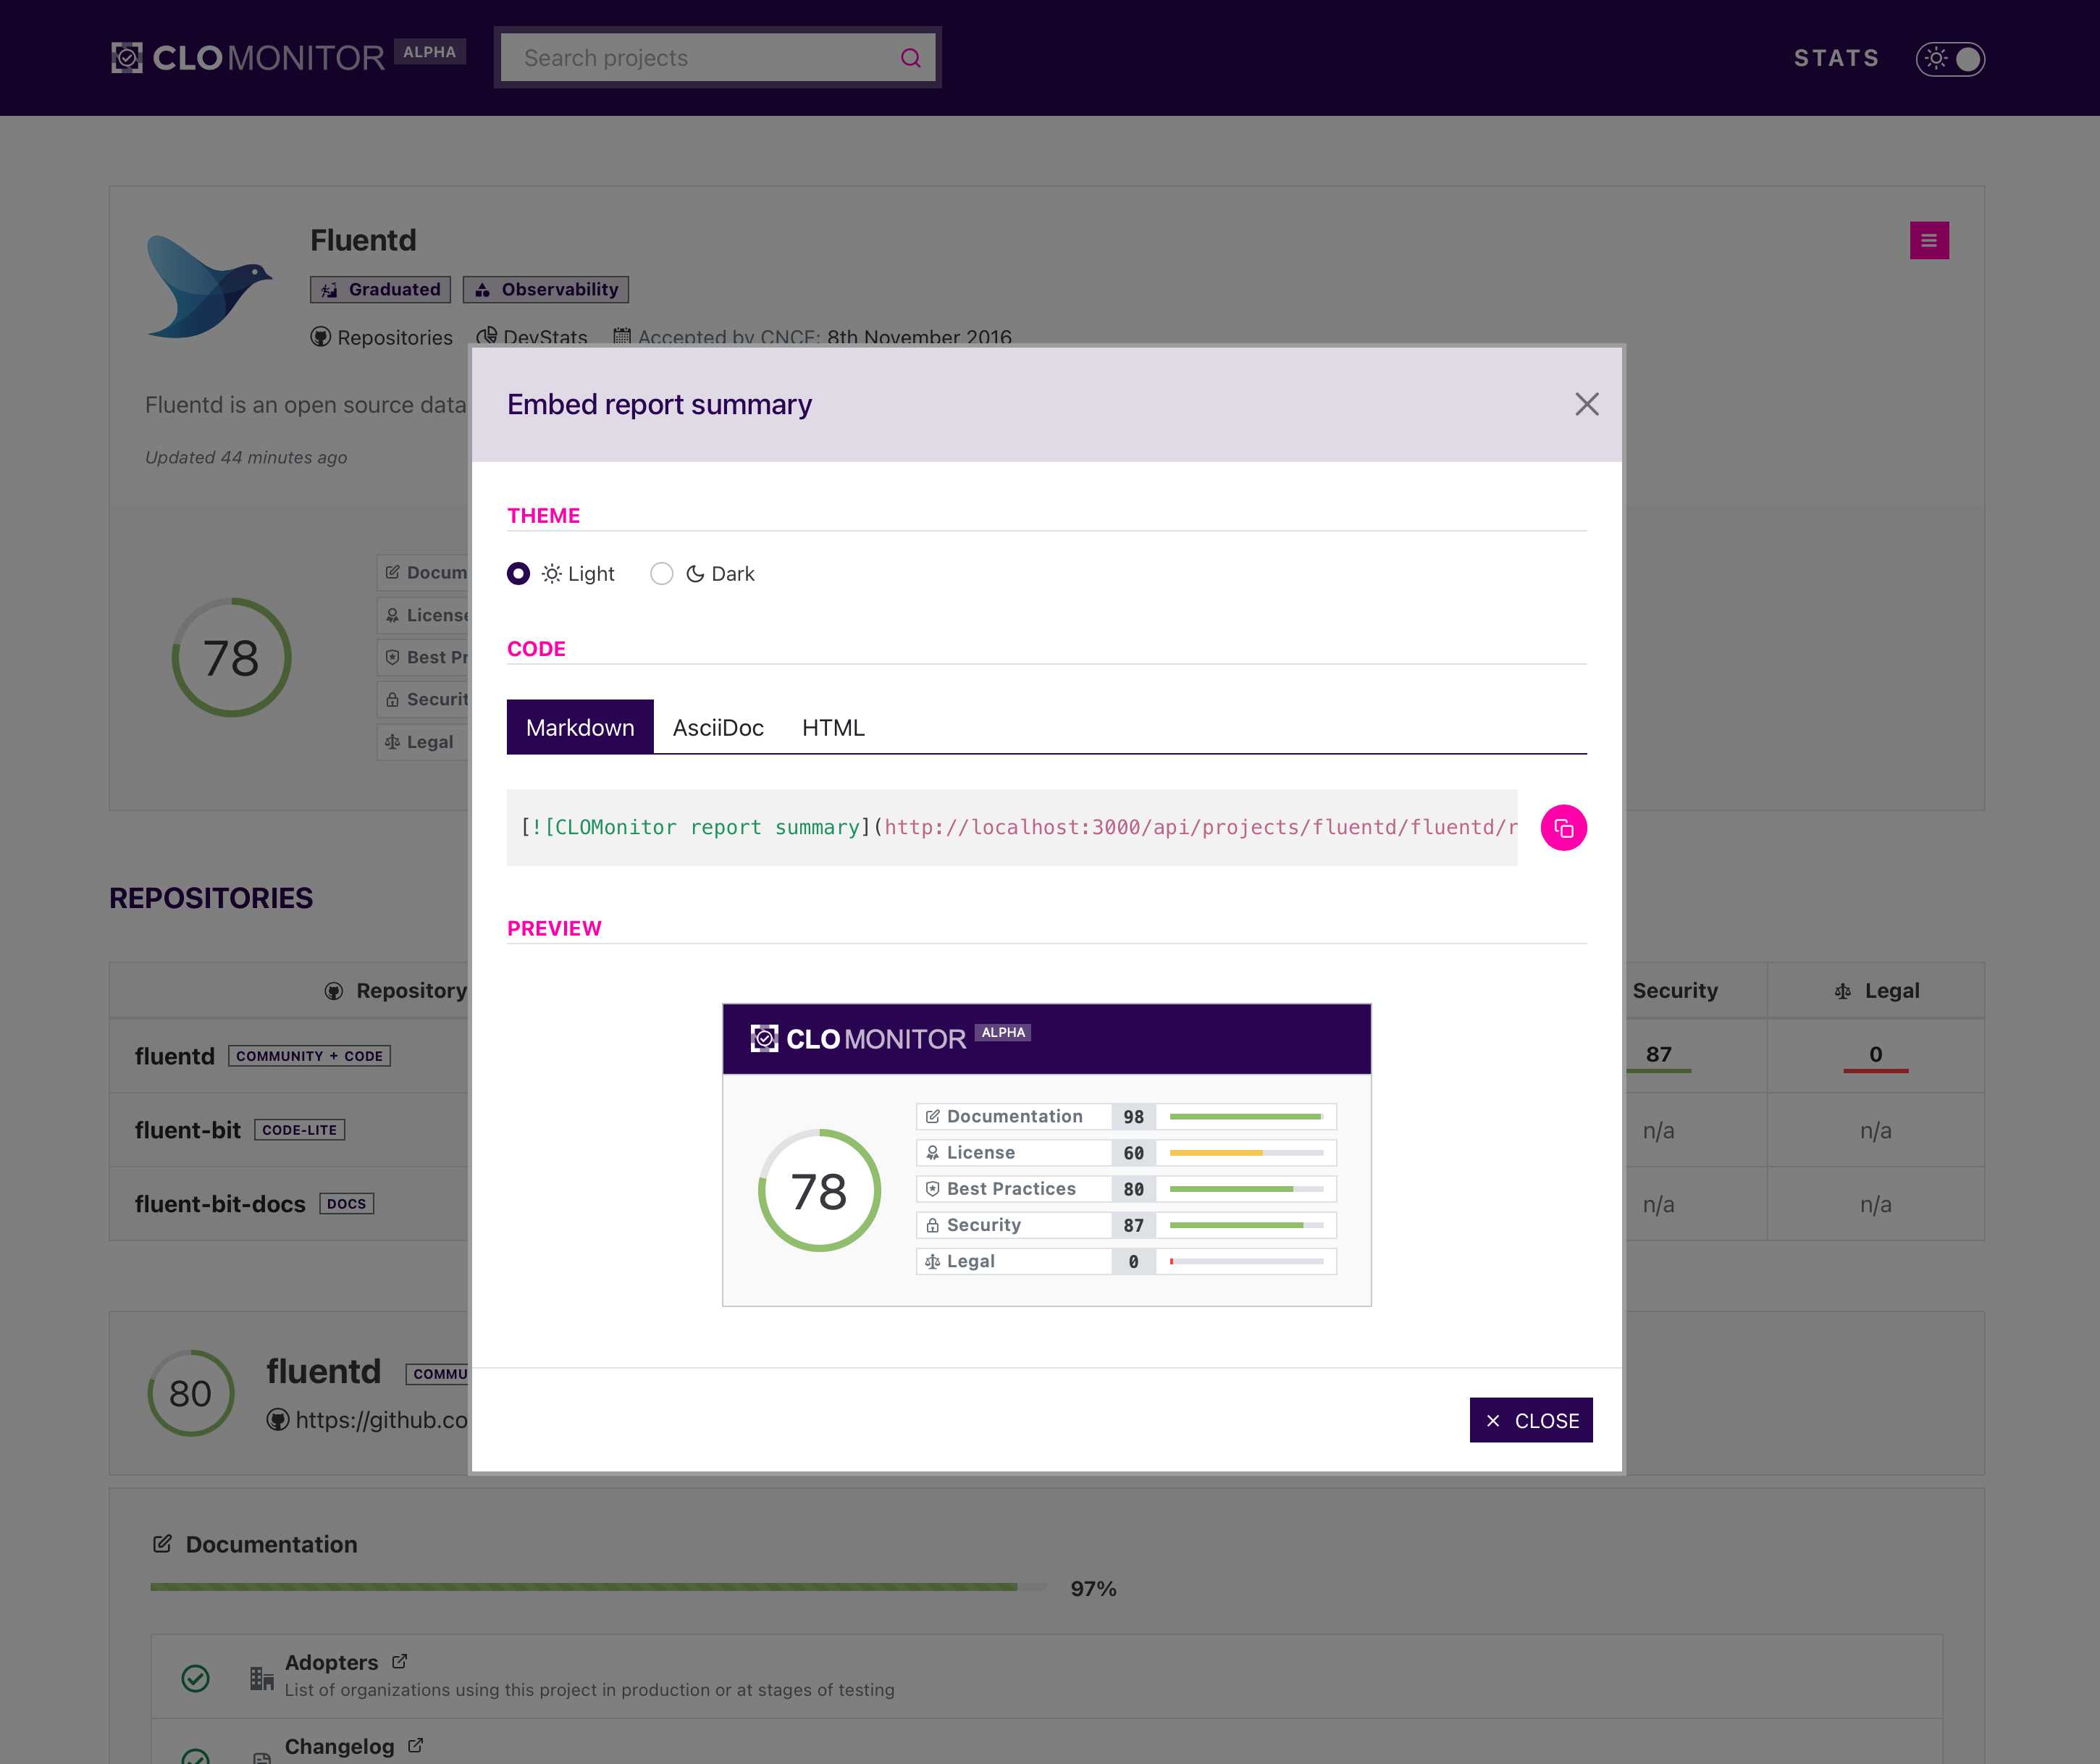 CLOMONITOR ALPHA
Search projects
STATS
Fluentd
Graduated
Observability
Repositories DevStats Accepted by CNCF: 8th November 2016
Fluentd is an open source data
Updated 44 minutes ago
78
Docum
License
Best Pr
Securit
Legal
Embed report summary
THEME
Light
Dark
CODE
Markdown AsciiDoc HTML
[![CLOMonitor report summary](http://localhost:3000/api/projects/fluentd/fluentd/r
PREVIEW
CLOMONITOR ALPHA
78
Documentation 98
License 60
Best Practices 80
Security 87
Legal 0
CLOSE
REPOSITORIES
Repository Security Legal
fluentd COMMUNITY + CODE 87 0
fluent-bit CODE-LITE n/a n/a
fluent-bit-docs DOCS n/a n/a
80
fluentd COMMU
https://github.co
Documentation
97%
Adopters
List of organizations using this project in production or at stages of testing
Changelog